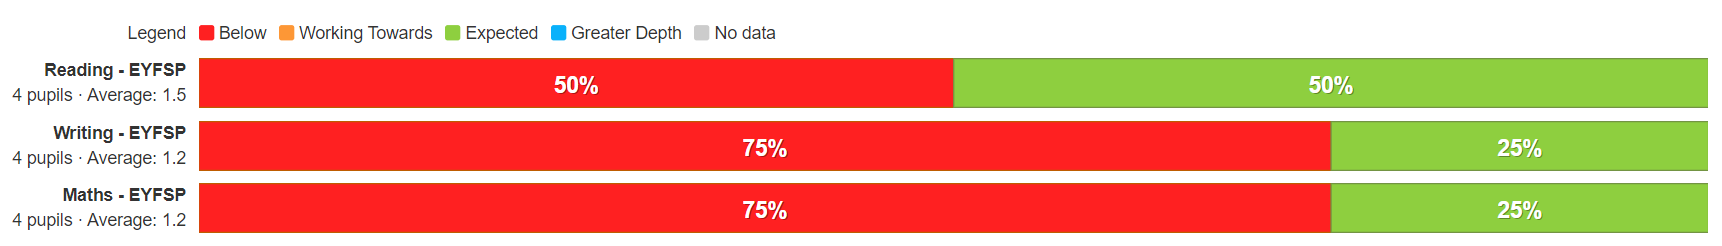 Legend Below Working Towards Expected Greater Depth No data
Reading - EYFSP
4 pupils · Average: 1.5
50% 50%
Writing - EYFSP
4 pupils · Average: 1.2
75% 25%
Maths - EYFSP
4 pupils · Average: 1.2
75% 25%